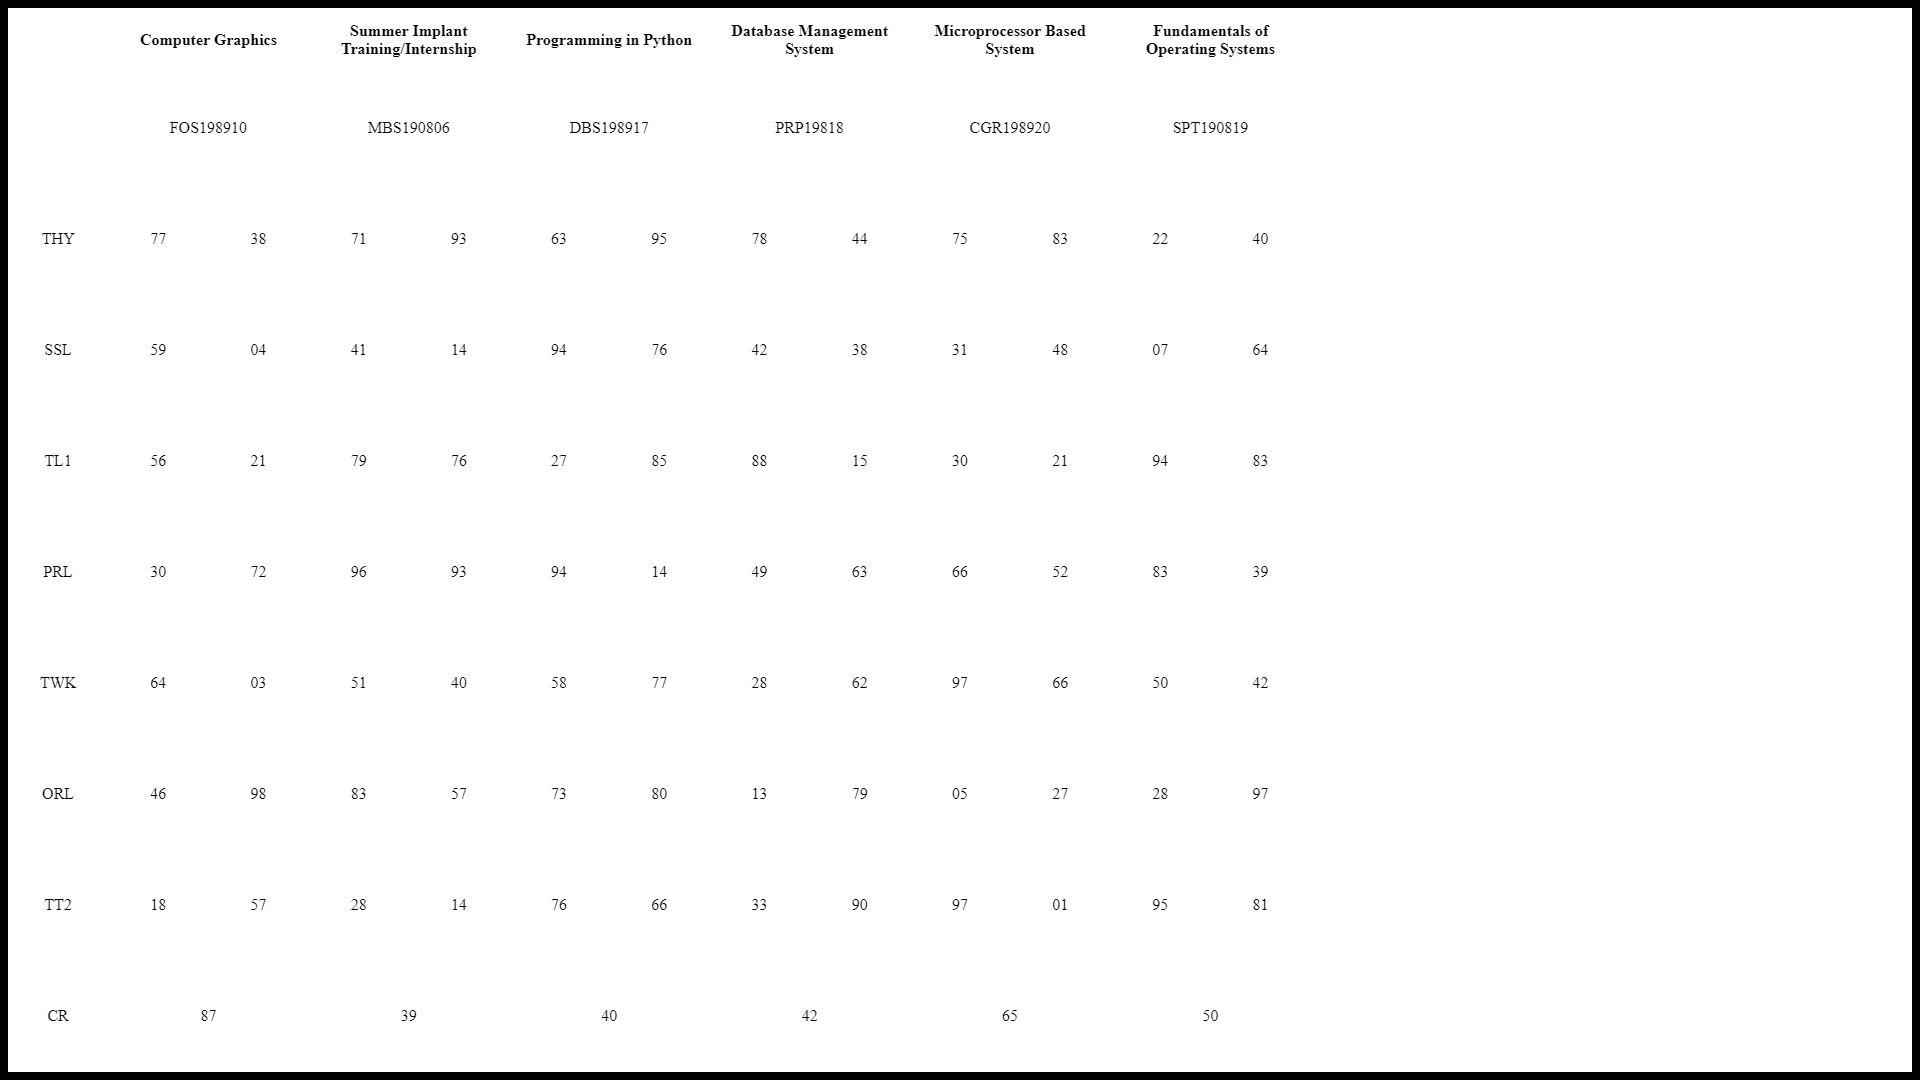 Computer Graphics Summer Implant Training/Internship Programming in Python Database Management System Microprocessor Based System Fundamentals of Operating Systems
FOS198910 MBS190806 DBS198917 PRP19818 CGR198920 SPT190819
THY 77 38 71 93 63 95 78 44 75 83 22 40
SSL 59 04 41 14 94 76 42 38 31 48 07 64
TL1 56 21 79 76 27 85 88 15 30 21 94 83
PRL 30 72 96 93 94 14 49 63 66 52 83 39
TWK 64 03 51 40 58 77 28 62 97 66 50 42
ORL 46 98 83 57 73 80 13 79 05 27 28 97
TT2 18 57 28 14 76 66 33 90 97 01 95 81
CR 87 39 40 42 65 50